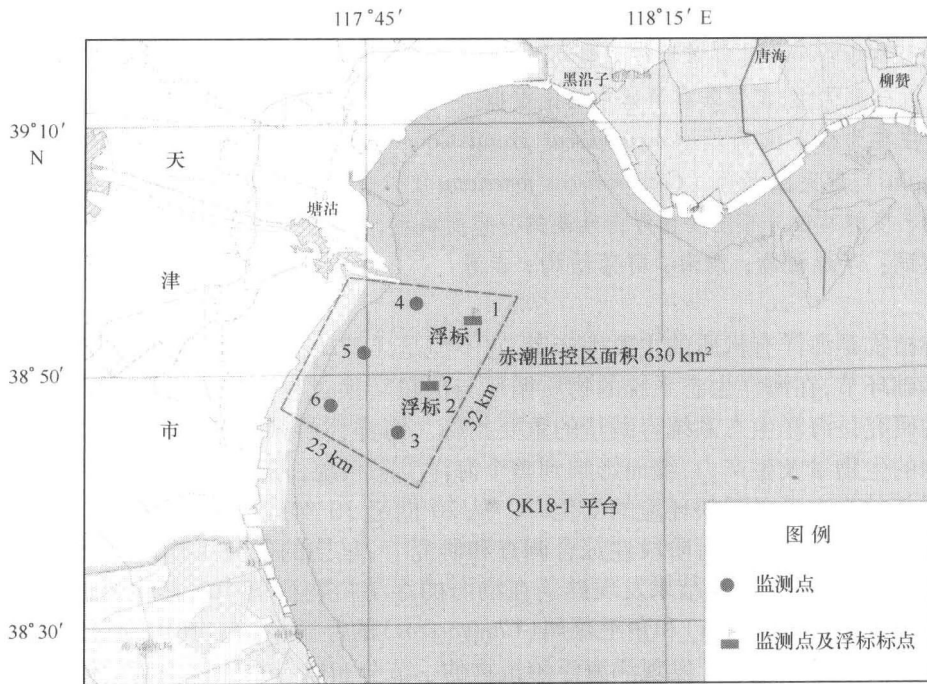 117°45′ 118°15′ E
唐海
黑沿子 柳赞
39°10′
N
天
塘沽
津
4 1
浮标 1
5 赤潮监控区面积 630 km²
38°50′
2
6 浮标 2
32 km
市
3
23 km
QK18-1 平台
图 例
监测点
38°30′
监测点及浮标标点